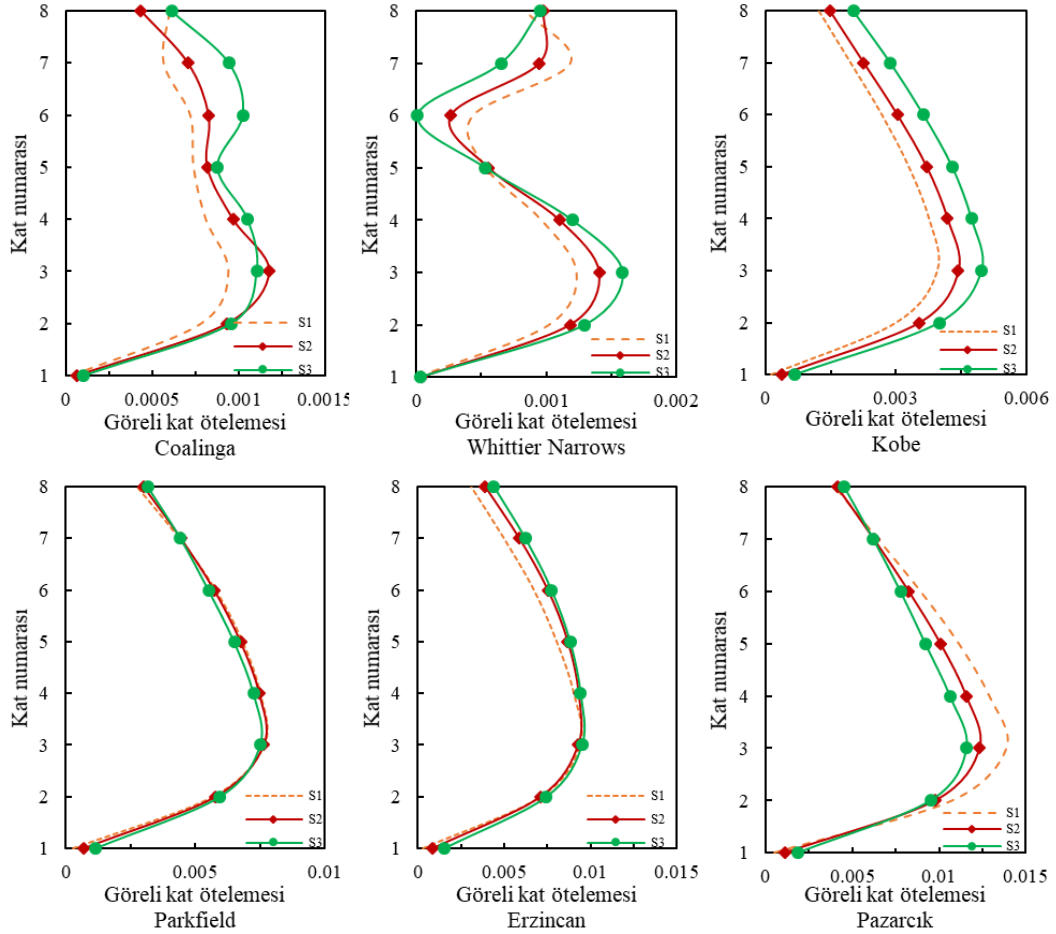 8
7
6
5
4
3
2
1
Kat numarası
S1
S2
S3
0 0.0005 0.001 0.0015
Göreli kat ötelemesi
Coalinga
8
7
6
5
4
3
2
1
Kat numarası
S1
S2
S3
0 0.001 0.002
Göreli kat ötelemesi
Whittier Narrows
8
7
6
5
4
3
2
1
Kat numarası
S1
S2
S3
0 0.003 0.006
Göreli kat ötelemesi
Kobe
8
7
6
5
4
3
2
1
Kat numarası
S1
S2
S3
0 0.005 0.01
Göreli kat ötelemesi
Parkfield
8
7
6
5
4
3
2
1
Kat numarası
S1
S2
S3
0 0.005 0.01 0.015
Göreli kat ötelemesi
Erzincan
8
7
6
5
4
3
2
1
Kat numarası
S1
S2
S3
0 0.005 0.01 0.015
Göreli kat ötelemesi
Pazarcık